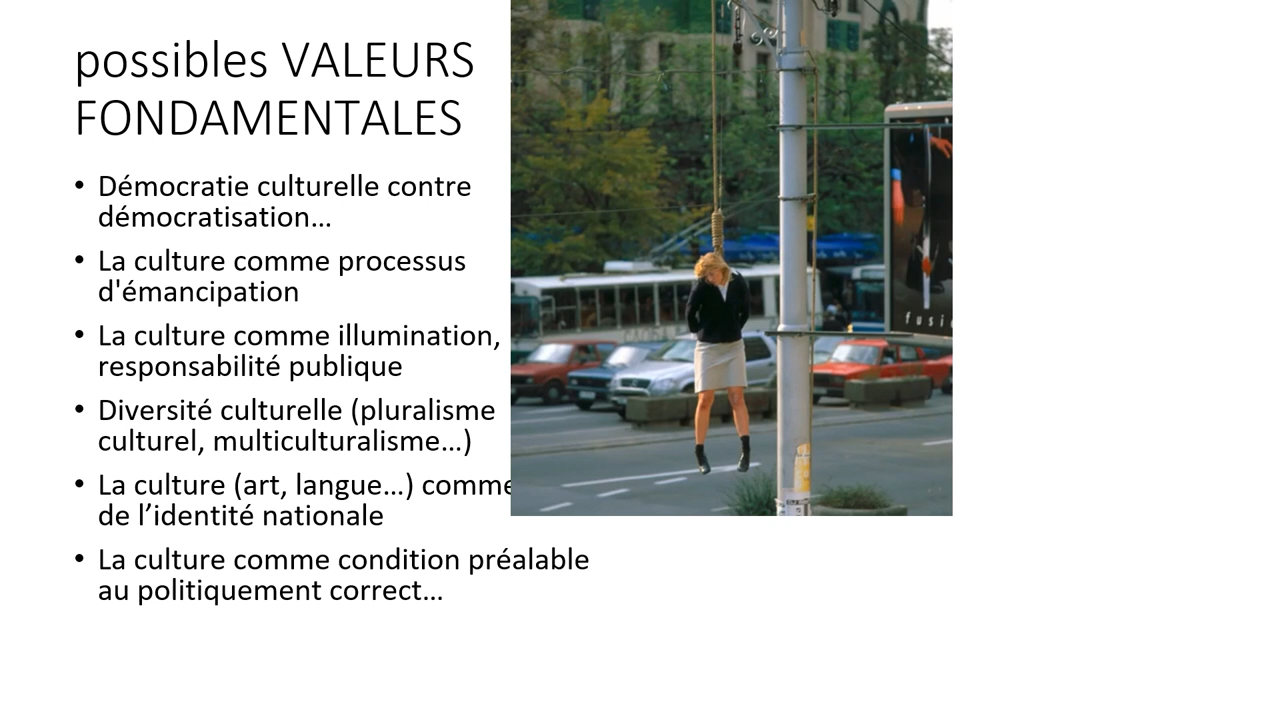 possibles VALEURS
FONDAMENTALES
• Démocratie culturelle contre
démocratisation…
• La culture comme processus
d'émancipation
• La culture comme illumination,
responsabilité publique
• Diversité culturelle (pluralisme
culturel, multiculturalisme…)
• La culture (art, langue…) comme
de l’identité nationale
• La culture comme condition préalable
au politiquement correct…